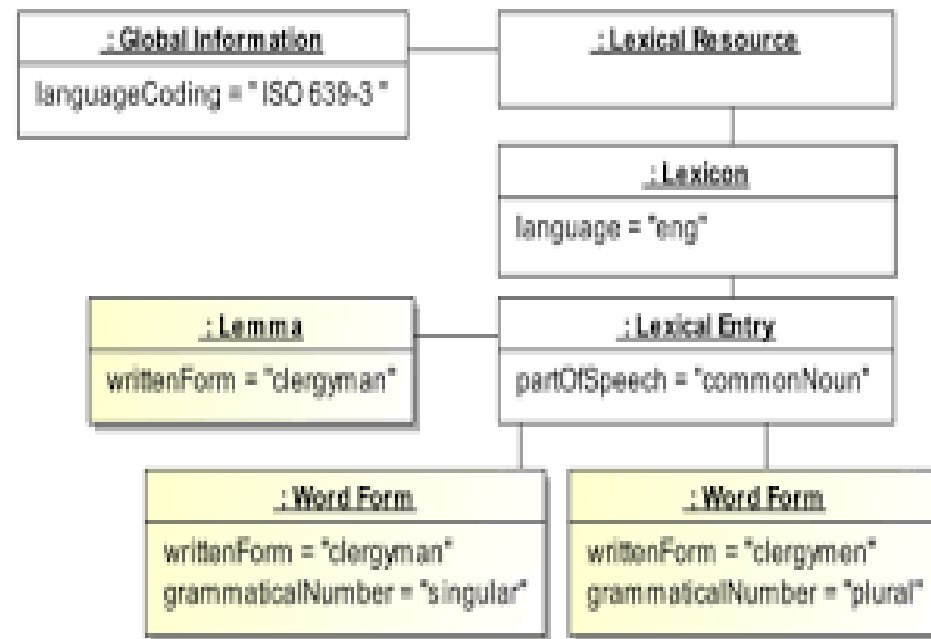 : Global Information
languageCoding = " ISO 639-3 "
: Lexical Resource
: Lexicon
language = "eng"
: Lemma
writtenForm = "clergyman"
: Lexical Entry
partOfSpeech = "commonNoun"
: Word Form
writtenForm = "clergyman"
grammaticalNumber = "singular"
: Word Form
writtenForm = "clergymen"
grammaticalNumber = "plural"